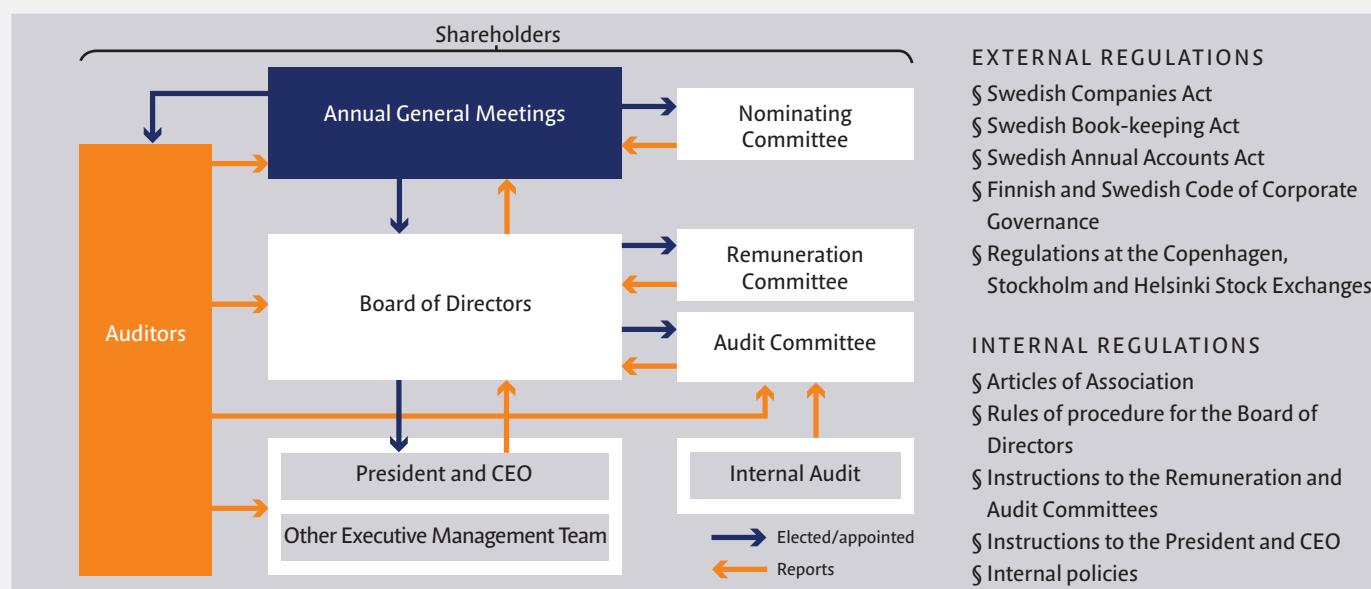 Shareholders
Annual General Meetings
Nominating
Committee
Auditors
Board of Directors
Remuneration
Committee
Audit Committee
President and CEO
Other Executive Management Team
Internal Audit
Elected/appointed
Reports
EXTERNAL REGULATIONS
§ Swedish Companies Act
§ Swedish Book-keeping Act
§ Swedish Annual Accounts Act
§ Finnish and Swedish Code of Corporate
Governance
§ Regulations at the Copenhagen,
Stockholm and Helsinki Stock Exchanges
INTERNAL REGULATIONS
§ Articles of Association
§ Rules of procedure for the Board of
Directors
§ Instructions to the Remuneration and
Audit Committees
§ Instructions to the President and CEO
§ Internal policies